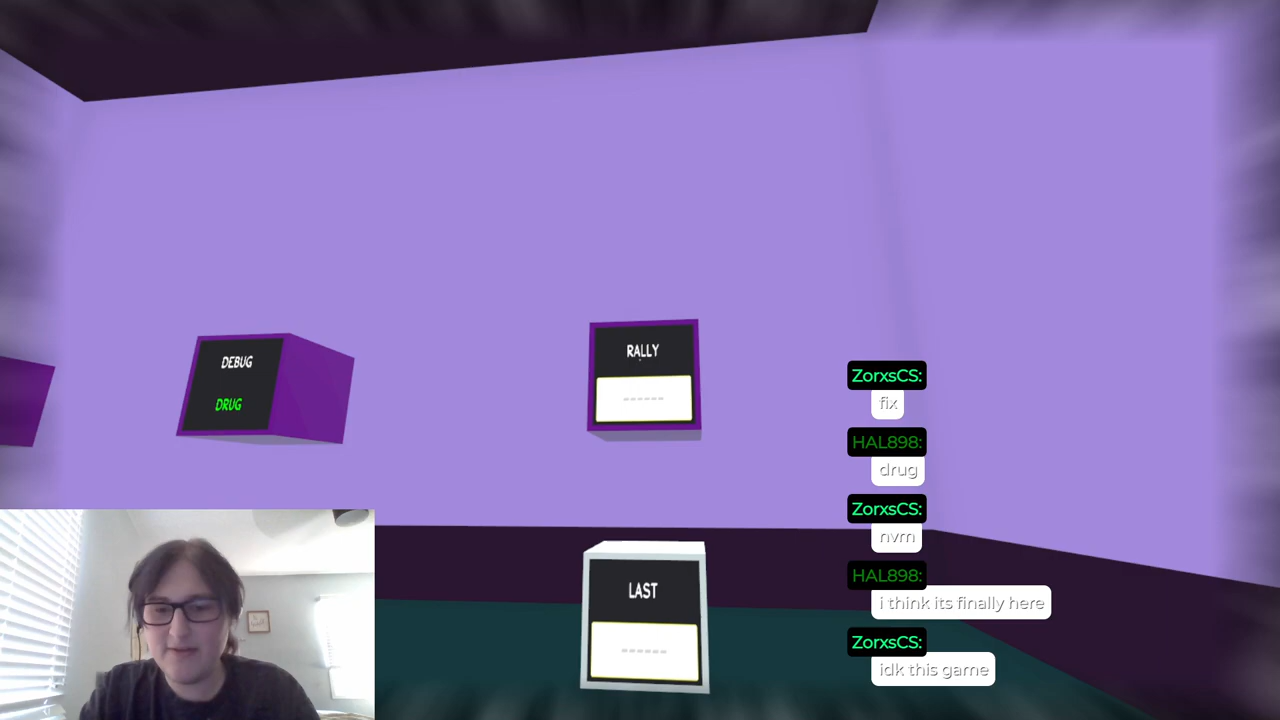 DEBUG
DRUG
RALLY
------
LAST
------
ZorxsCS:
fix
HAL898:
drug
ZorxsCS:
nvm
HAL898:
i think its finally here
ZorxsCS:
idk this game